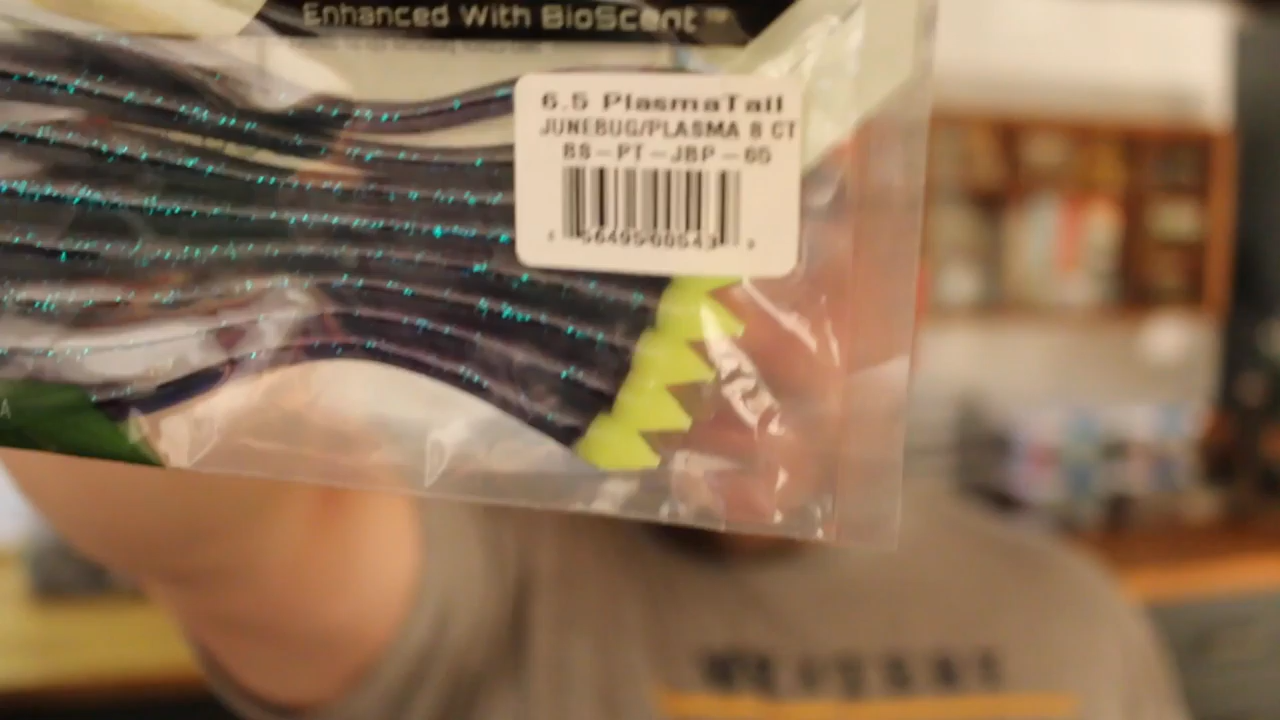 Enhanced With BioScent
6.5 PlasmaTail
JUNEBUG/PLASMA 8 CT
BS-PT-JBP-65
A